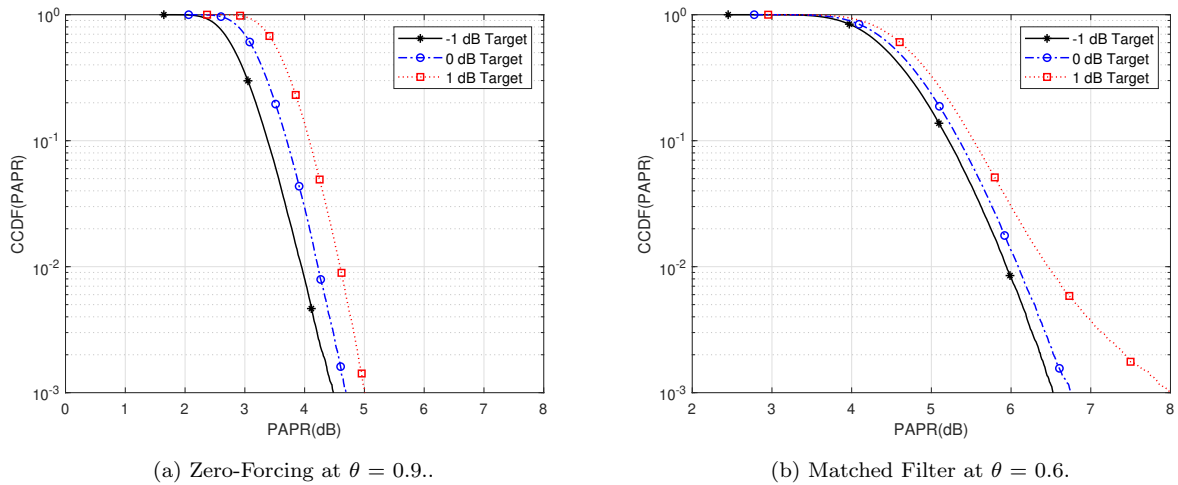 10^0
10^-1
10^-2
10^-3
CCDF(PAPR)
0 1 2 3 4 5 6 7 8
PAPR(dB)
-1 dB Target
0 dB Target
1 dB Target
(a) Zero-Forcing at θ = 0.9..
10^0
10^-1
10^-2
10^-3
CCDF(PAPR)
2 3 4 5 6 7 8
PAPR(dB)
-1 dB Target
0 dB Target
1 dB Target
(b) Matched Filter at θ = 0.6.